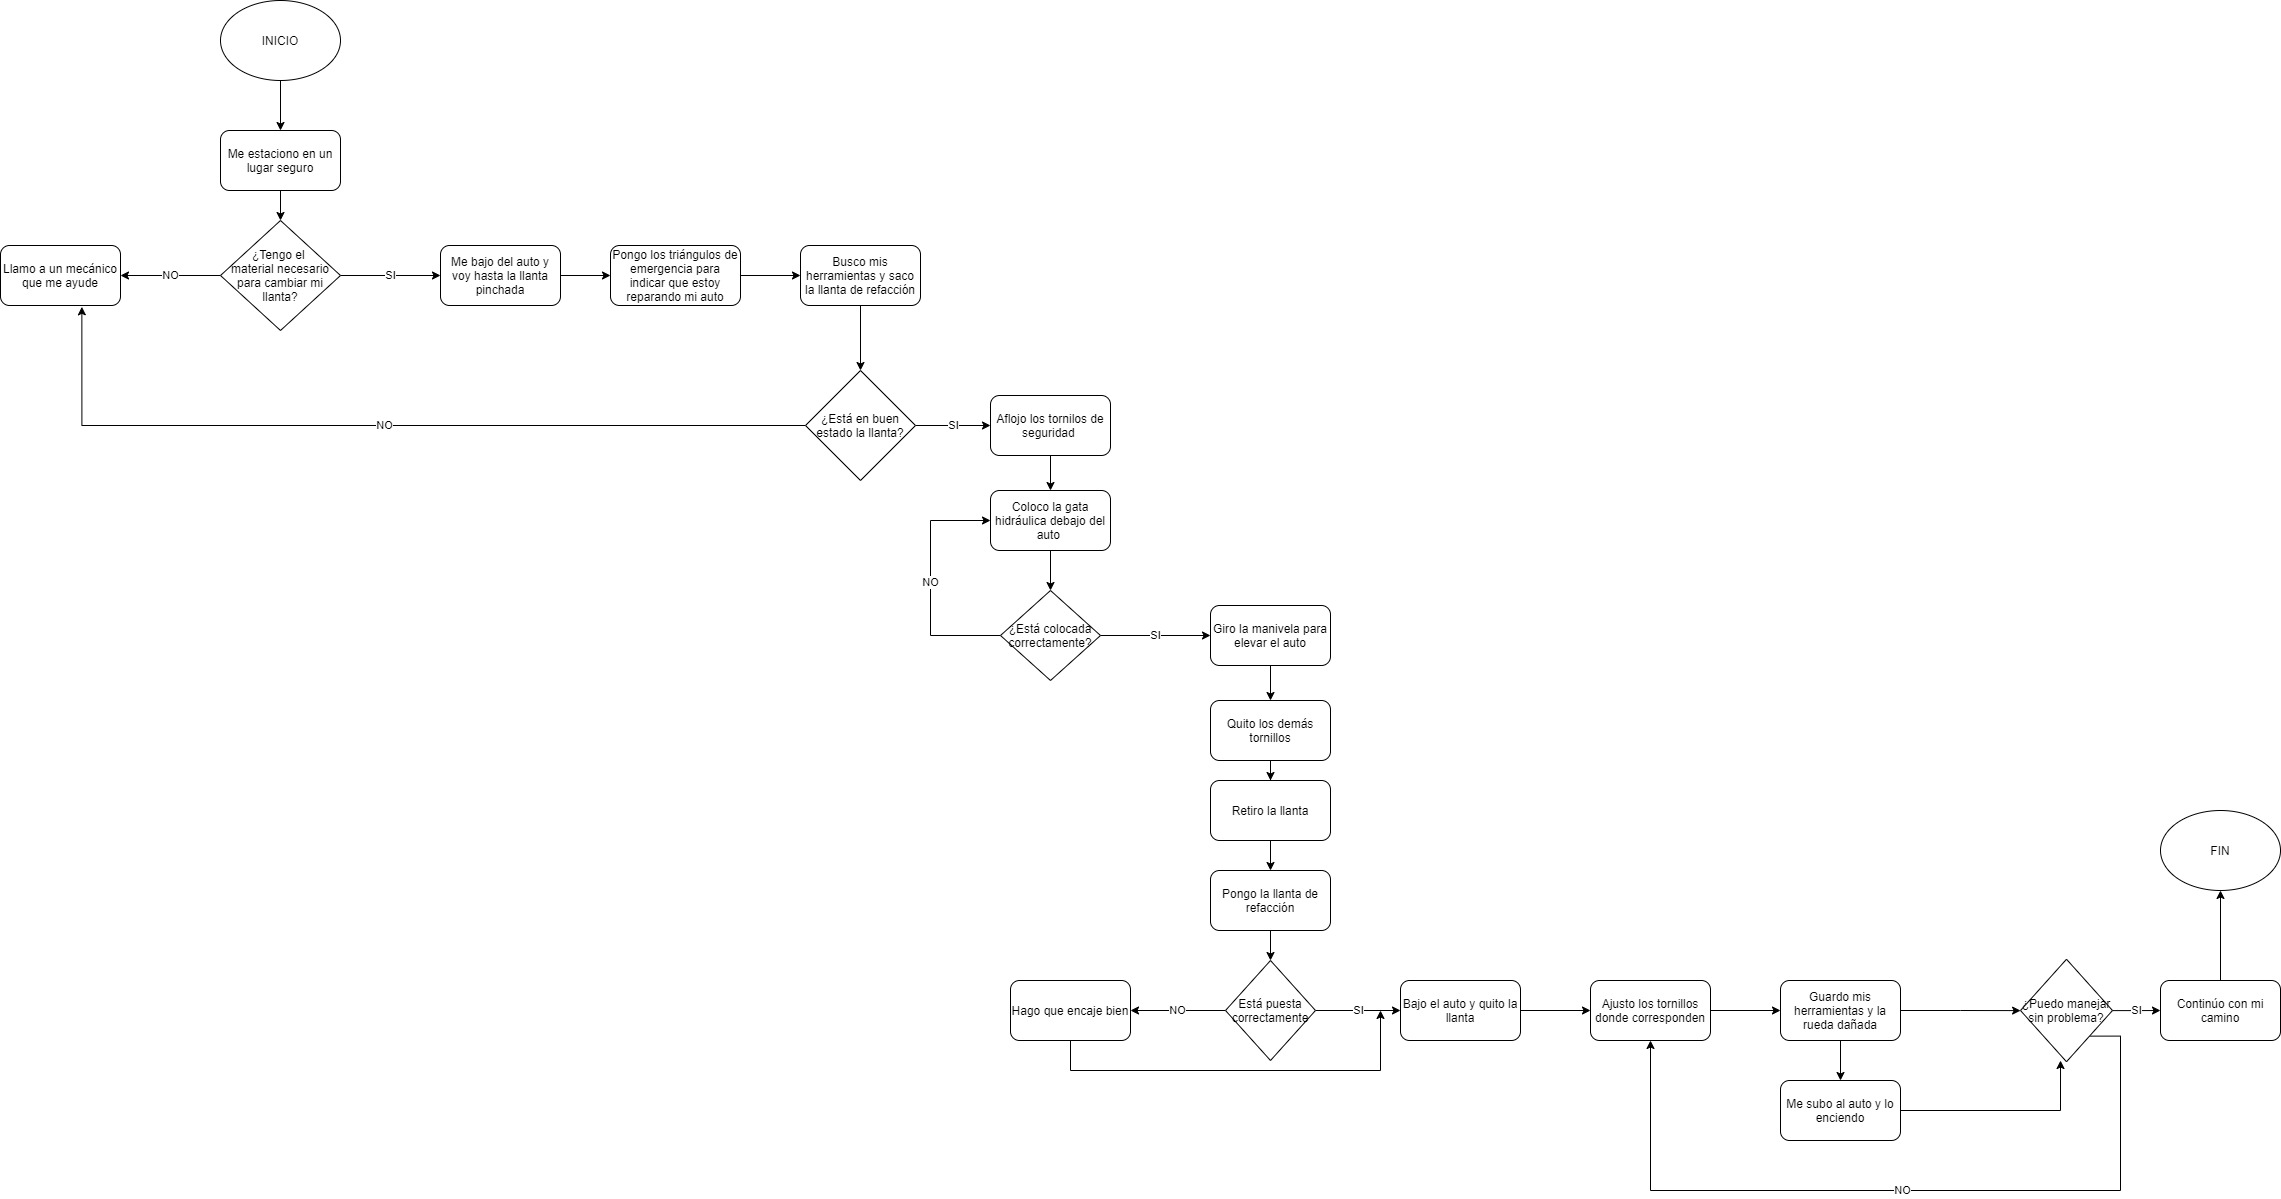 INICIO
Me estaciono en un
lugar seguro
¿Tengo el
material necesario
para cambiar mi
llanta?
NO
Llamo a un mecánico
que me ayude
SI
Me bajo del auto y
voy hasta la llanta
pinchada
Pongo los triángulos de
emergencia para
indicar que estoy
reparando mi auto
Busco mis
herramientas y saco
la llanta de refacción
¿Está en buen
estado la llanta?
NO
SI
Aflojo los tornilos de
seguridad
Coloco la gata
hidráulica debajo del
auto
NO
¿Está colocada
correctamente?
SI
Giro la manivela para
elevar el auto
Quito los demás
tornillos
Retiro la llanta
Pongo la llanta de
refacción
Está puesta
correctamente
NO
Hago que encaje bien
SI
Bajo el auto y quito la
llanta
Ajusto los tornillos
donde corresponden
Guardo mis
herramientas y la
rueda dañada
Me subo al auto y lo
enciendo
¿Puedo manejar
sin problema?
NO
SI
Continúo con mi
camino
FIN